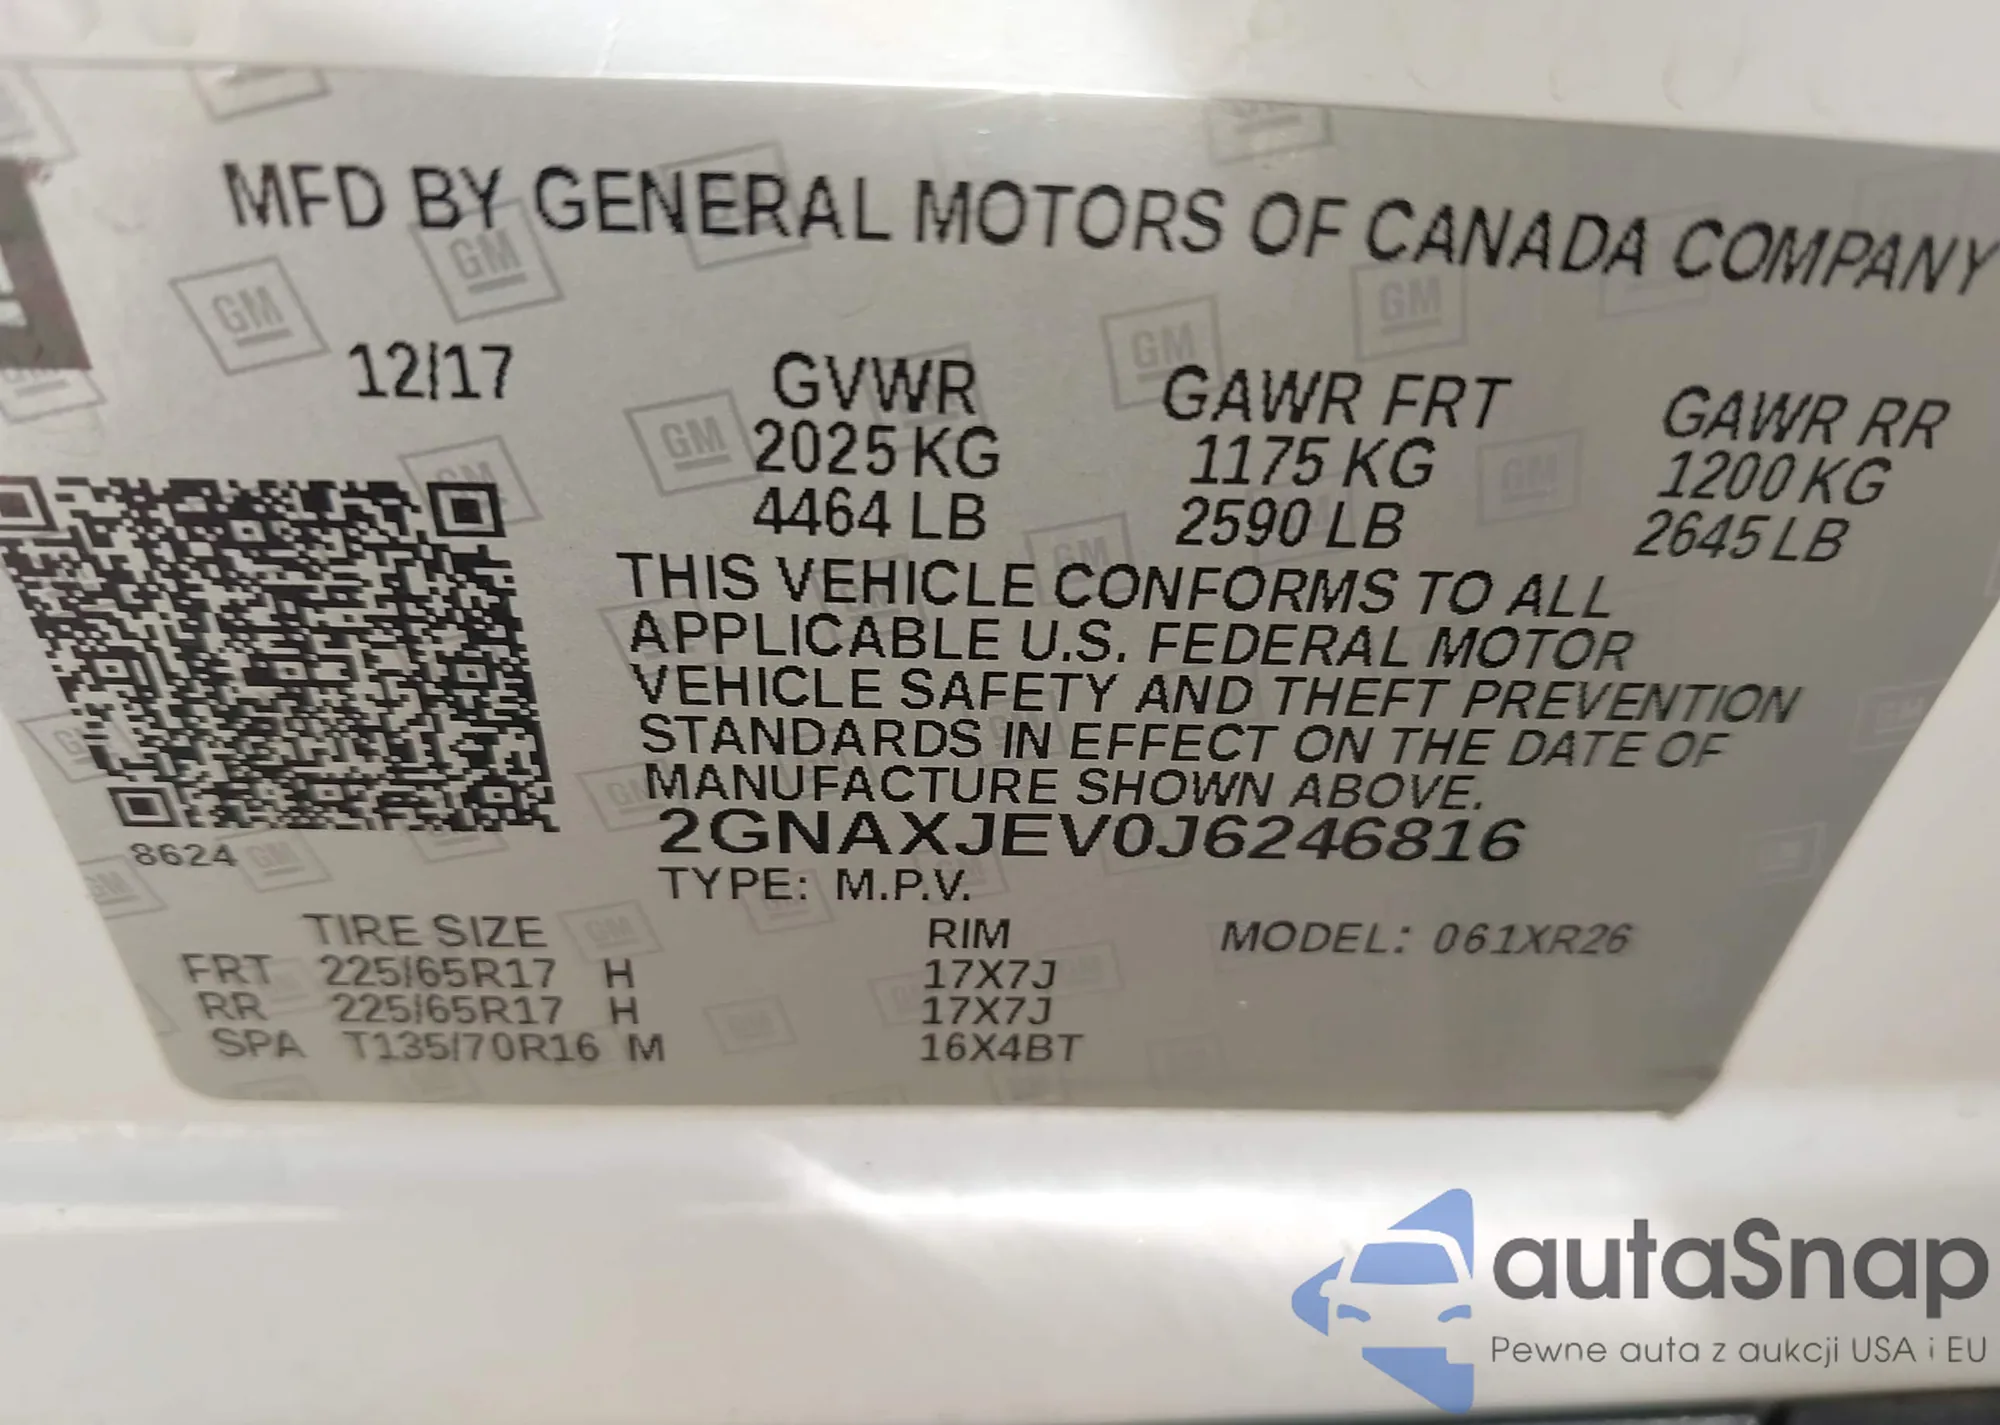 MFD BY GENERAL MOTORS OF CANADA COMPANY
12/17 GVWR GAWR FRT GAWR RR
2025 KG 1175 KG 1200 KG
4464 LB 2590 LB 2645 LB
THIS VEHICLE CONFORMS TO ALL
APPLICABLE U.S. FEDERAL MOTOR
VEHICLE SAFETY AND THEFT PREVENTION
STANDARDS IN EFFECT ON THE DATE OF
MANUFACTURE SHOWN ABOVE.
2GNAXJEV0J6246816
8624
TYPE: M.P.V.
TIRE SIZE RIM MODEL: 061XR26
FRT 225/65R17 H 17X7J
RR 225/65R17 H 17X7J
SPA T135/70R16 M 16X4BT
autaSnap
Pewne auta z aukcji USA i EU